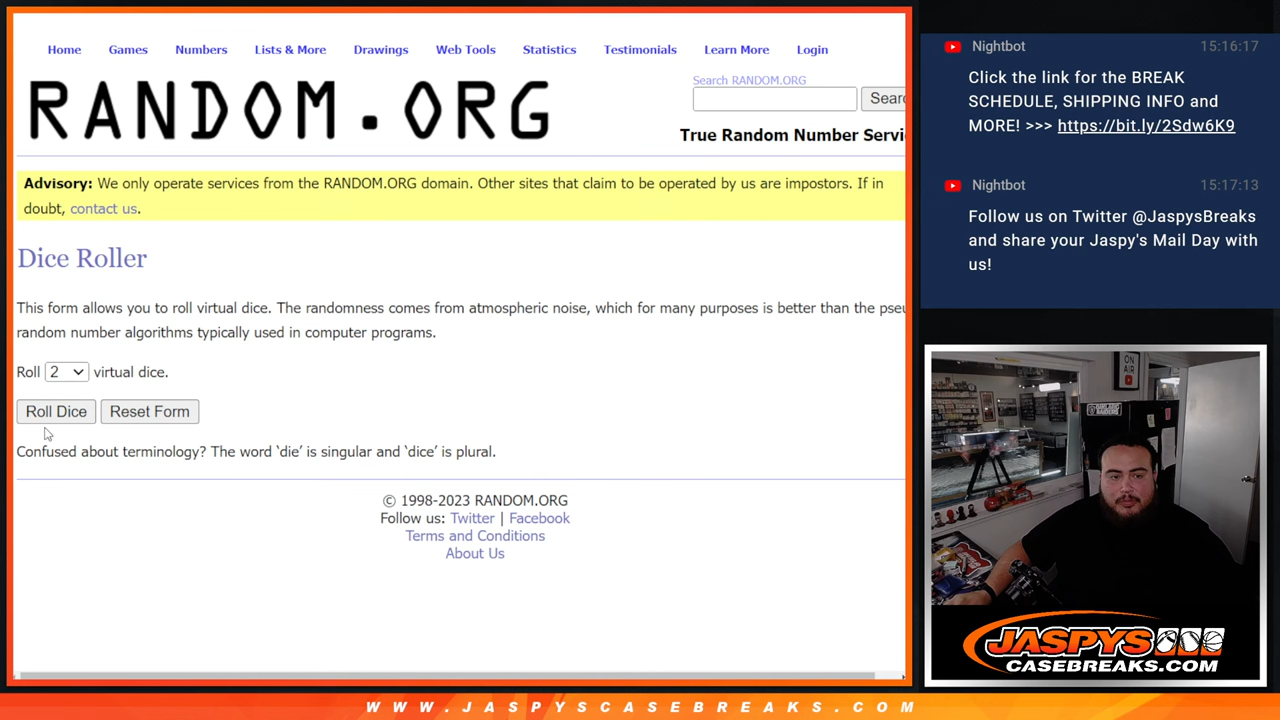 Home Games Numbers Lists & More Drawings Web Tools Statistics Testimonials Learn More Login
RANDOM.ORG
Search RANDOM.ORG
Searc
True Random Number Servi
Advisory: We only operate services from the RANDOM.ORG domain. Other sites that claim to be operated by us are impostors. If in
doubt, contact us.
Dice Roller
This form allows you to roll virtual dice. The randomness comes from atmospheric noise, which for many purposes is better than the pseu
random number algorithms typically used in computer programs.
Roll 2 virtual dice.
Roll Dice Reset Form
Confused about terminology? The word ‘die’ is singular and ‘dice’ is plural.
© 1998-2023 RANDOM.ORG
Follow us: Twitter | Facebook
Terms and Conditions
About Us
Nightbot 15:16:17
Click the link for the BREAK
SCHEDULE, SHIPPING INFO and
MORE! >>> https://bit.ly/2Sdw6K9
Nightbot 15:17:13
Follow us on Twitter @JaspysBreaks
and share your Jaspy's Mail Day with
us!
ON
AIR
JASPYS
CASEBREAKS.COM
WWW.JASPYSCASEBREAKS.COM